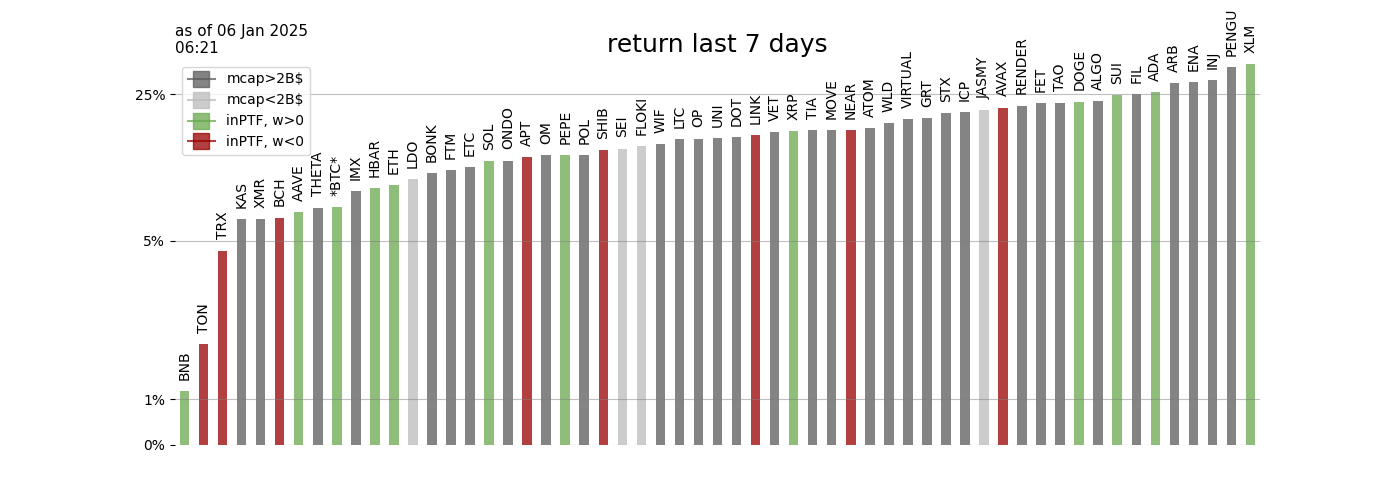 as of 06 Jan 2025
06:21
return last 7 days
mcap>2B$
mcap<2B$
inPTF, w>0
inPTF, w<0
25%
5%
1%
0%
BNB
TON
TRX
KAS
XMR
BCH
AAVE
THETA
*BTC*
IMX
HBAR
ETH
LDO
BONK
FTM
ETC
SOL
ONDO
APT
OM
PEPE
POL
SHIB
SEI
FLOKI
WIF
LTC
OP
UNI
DOT
LINK
VET
XRP
TIA
MOVE
NEAR
ATOM
WLD
VIRTUAL
GRT
STX
ICP
JASMY
AVAX
RENDER
FET
TAO
DOGE
ALGO
SUI
FIL
ADA
ARB
ENA
INJ
PENGU
XLM